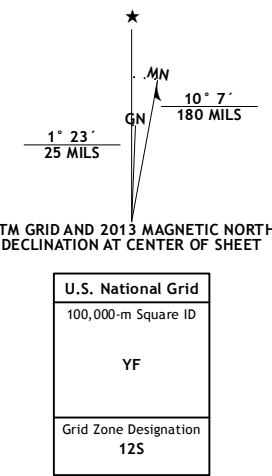 ★
MN
GN
10° 7´
180 MILS
1° 23´
25 MILS
TM GRID AND 2013 MAGNETIC NORTH
DECLINATION AT CENTER OF SHEET
U.S. National Grid
100,000-m Square ID
YF
Grid Zone Designation
12S